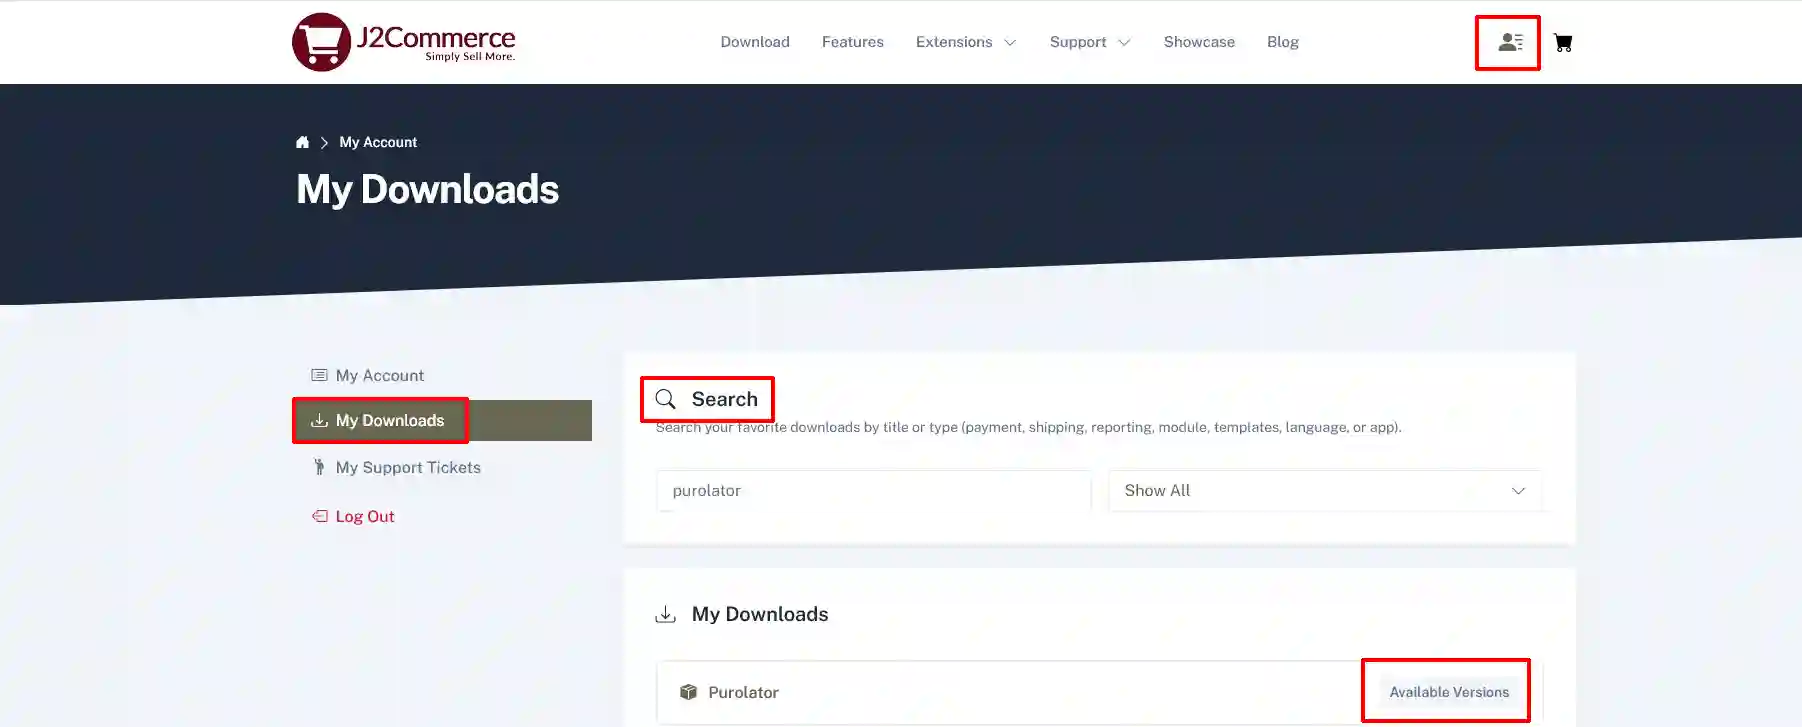 J2Commerce
Simply Sell More.
Download Features Extensions Support Showcase Blog
My Account
My Downloads
My Account
My Downloads
My Support Tickets
Log Out
Search
Search your favorite downloads by title or type (payment, shipping, reporting, module, templates, language, or app).
purolator
Show All
My Downloads
Purolator
Available Versions